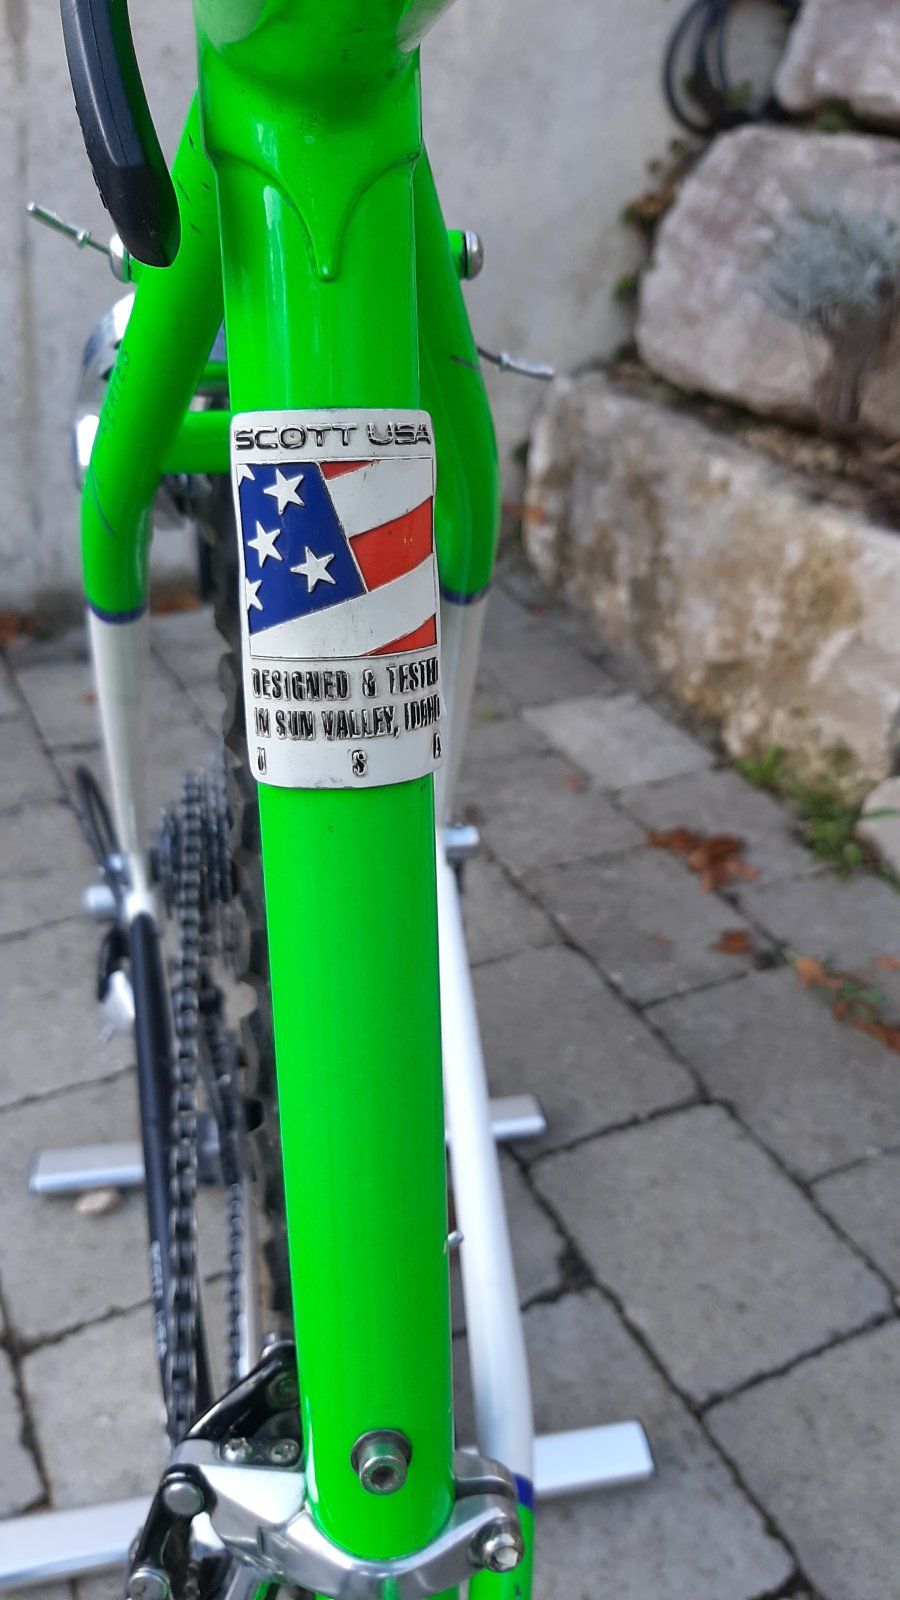 SCOTT USA
DESIGNED & TESTED
IN SUN VALLEY, IDAHO
U S A